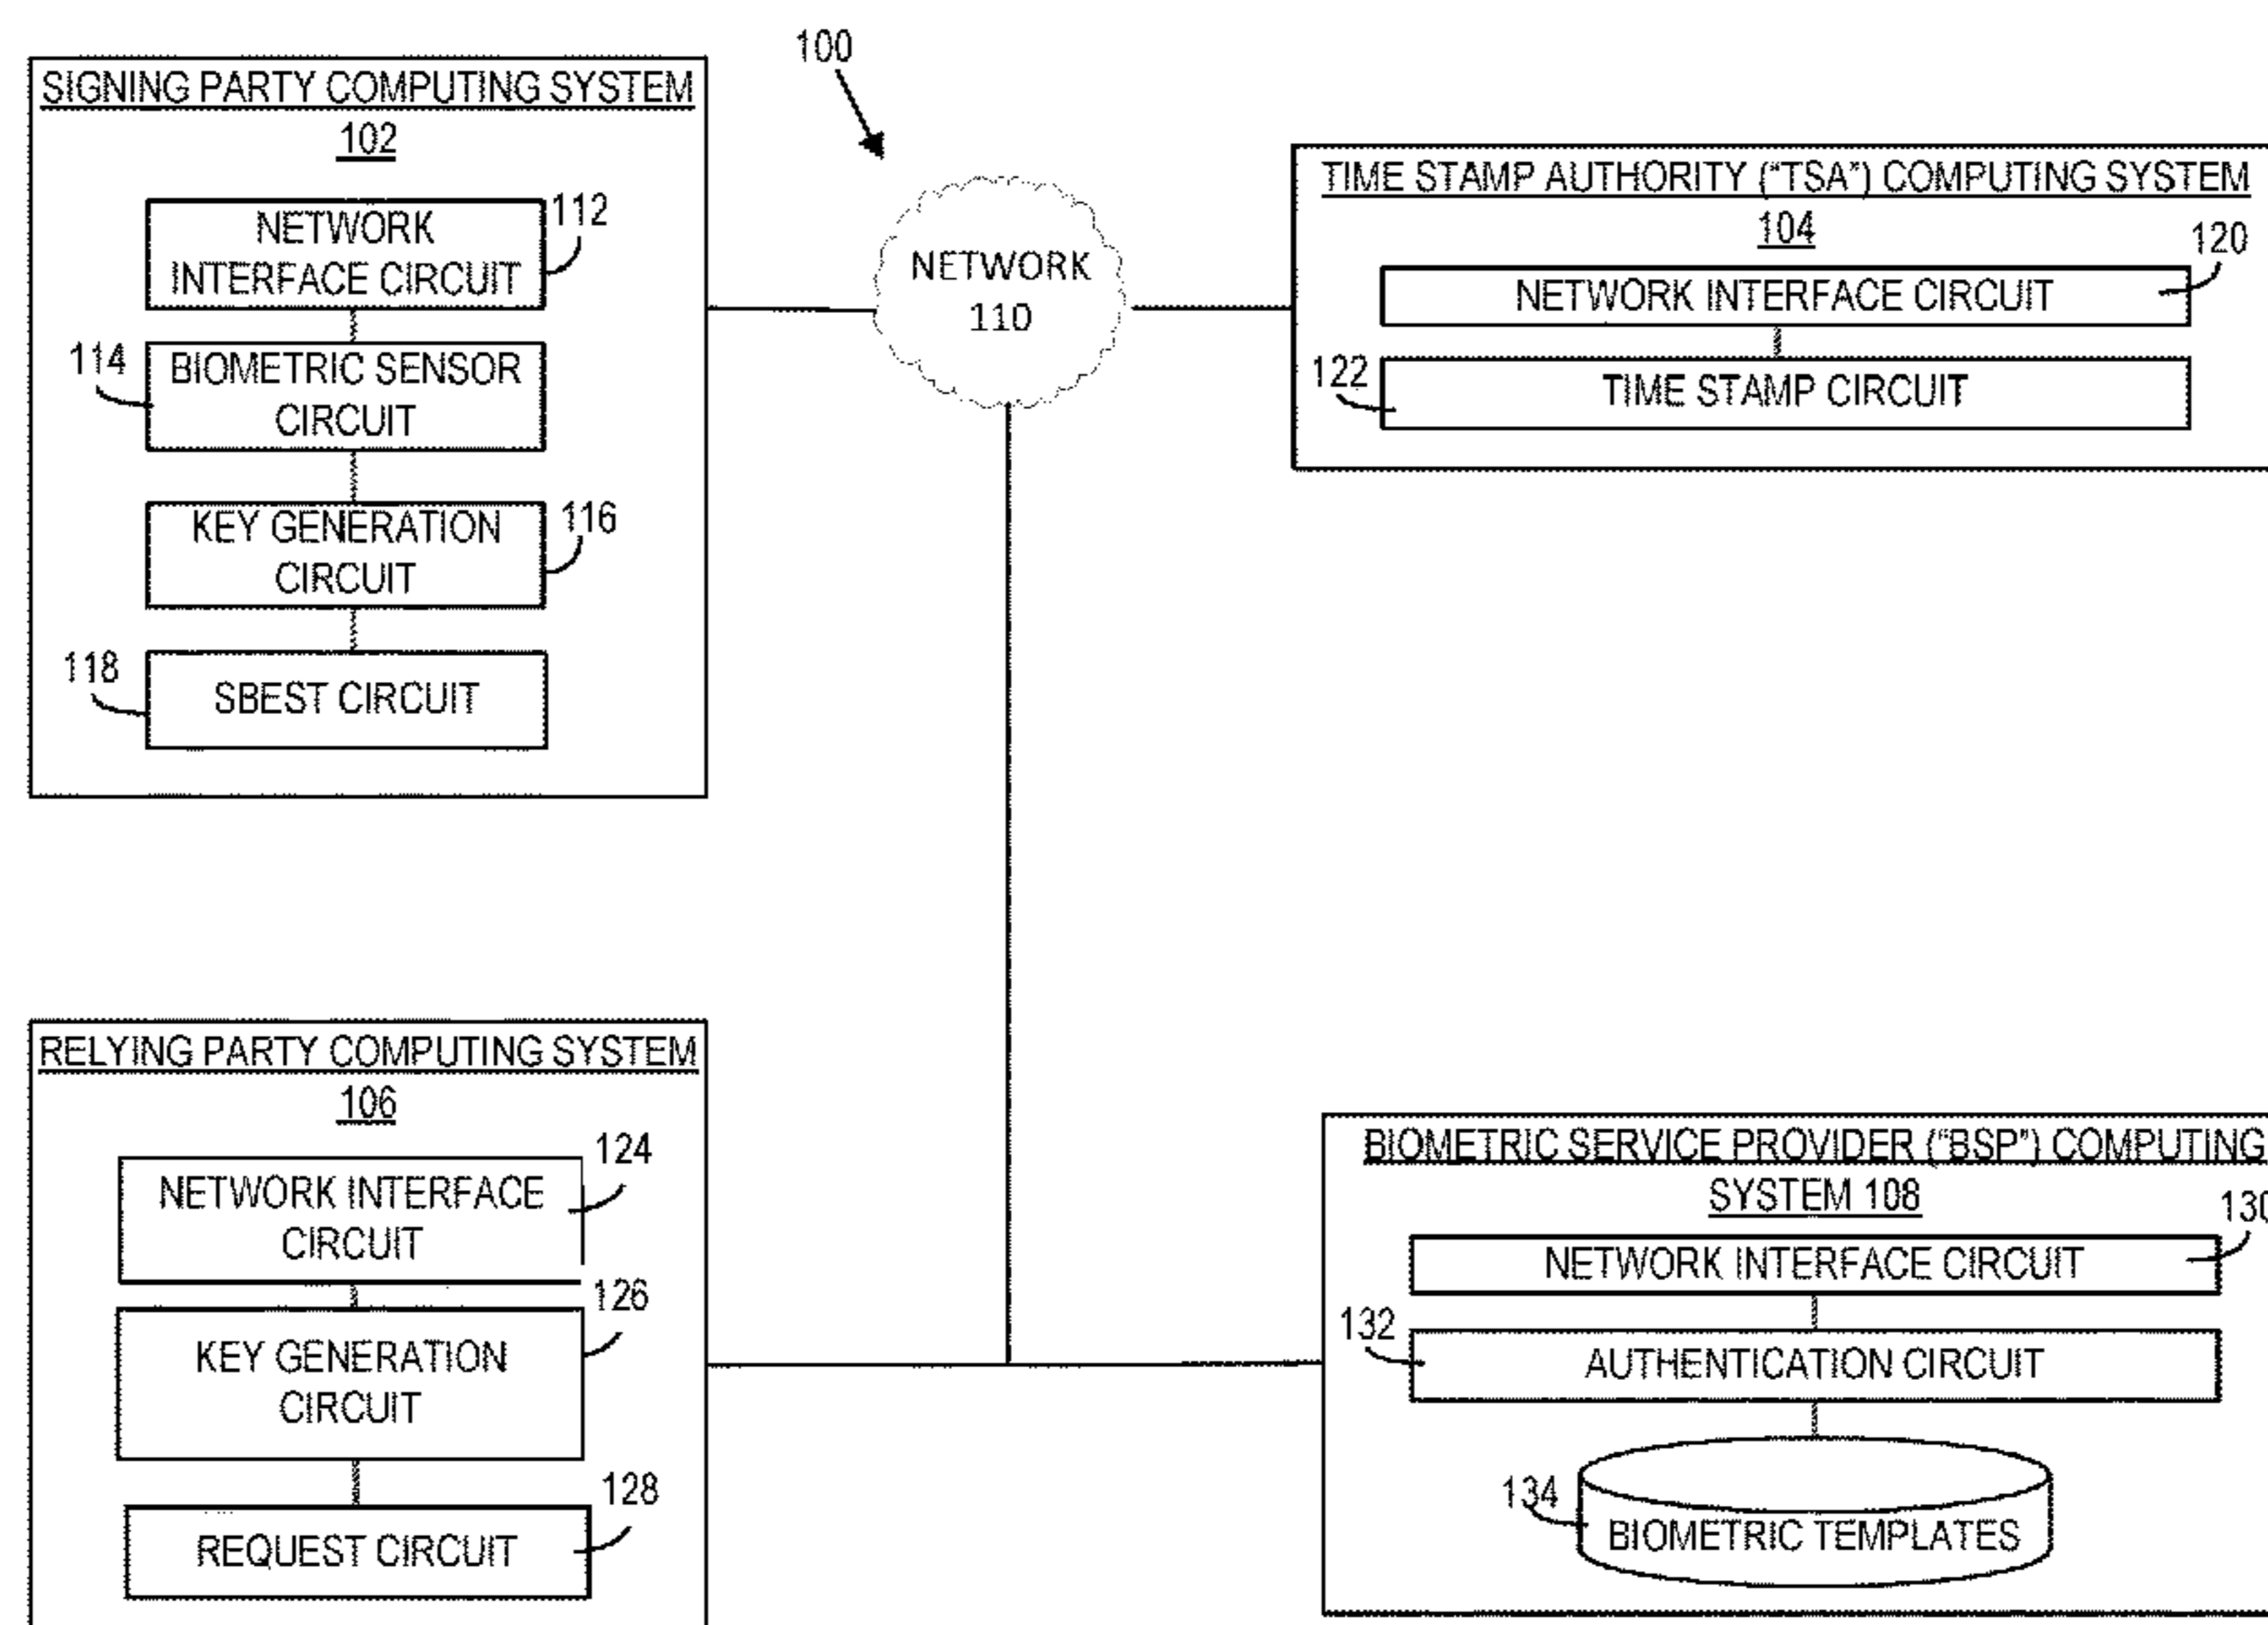 100
SIGNING PARTY COMPUTING SYSTEM
102
NETWORK
INTERFACE CIRCUIT
112
114
BIOMETRIC SENSOR
CIRCUIT
KEY GENERATION
CIRCUIT
116
118
SBEST CIRCUIT
NETWORK
110
TIME STAMP AUTHORITY ("TSA") COMPUTING SYSTEM
104
120
NETWORK INTERFACE CIRCUIT
122
TIME STAMP CIRCUIT
RELYING PARTY COMPUTING SYSTEM
106
124
NETWORK INTERFACE
CIRCUIT
126
KEY GENERATION
CIRCUIT
128
REQUEST CIRCUIT
BIOMETRIC SERVICE PROVIDER ("BSP") COMPUTING
SYSTEM 108
130
NETWORK INTERFACE CIRCUIT
132
AUTHENTICATION CIRCUIT
134
BIOMETRIC TEMPLATES